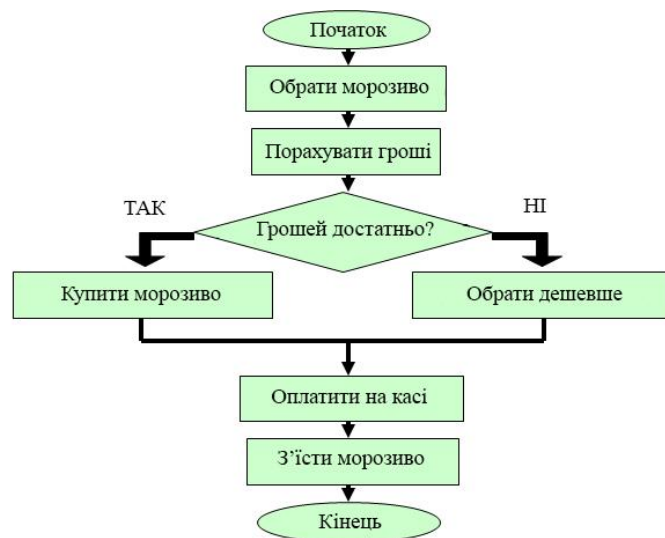 Початок
Обрати морозиво
Порахувати гроші
Грошей достатньо?
ТАК
НІ
Купити морозиво
Обрати дешевше
Оплатити на касі
З’їсти морозиво
Кінець